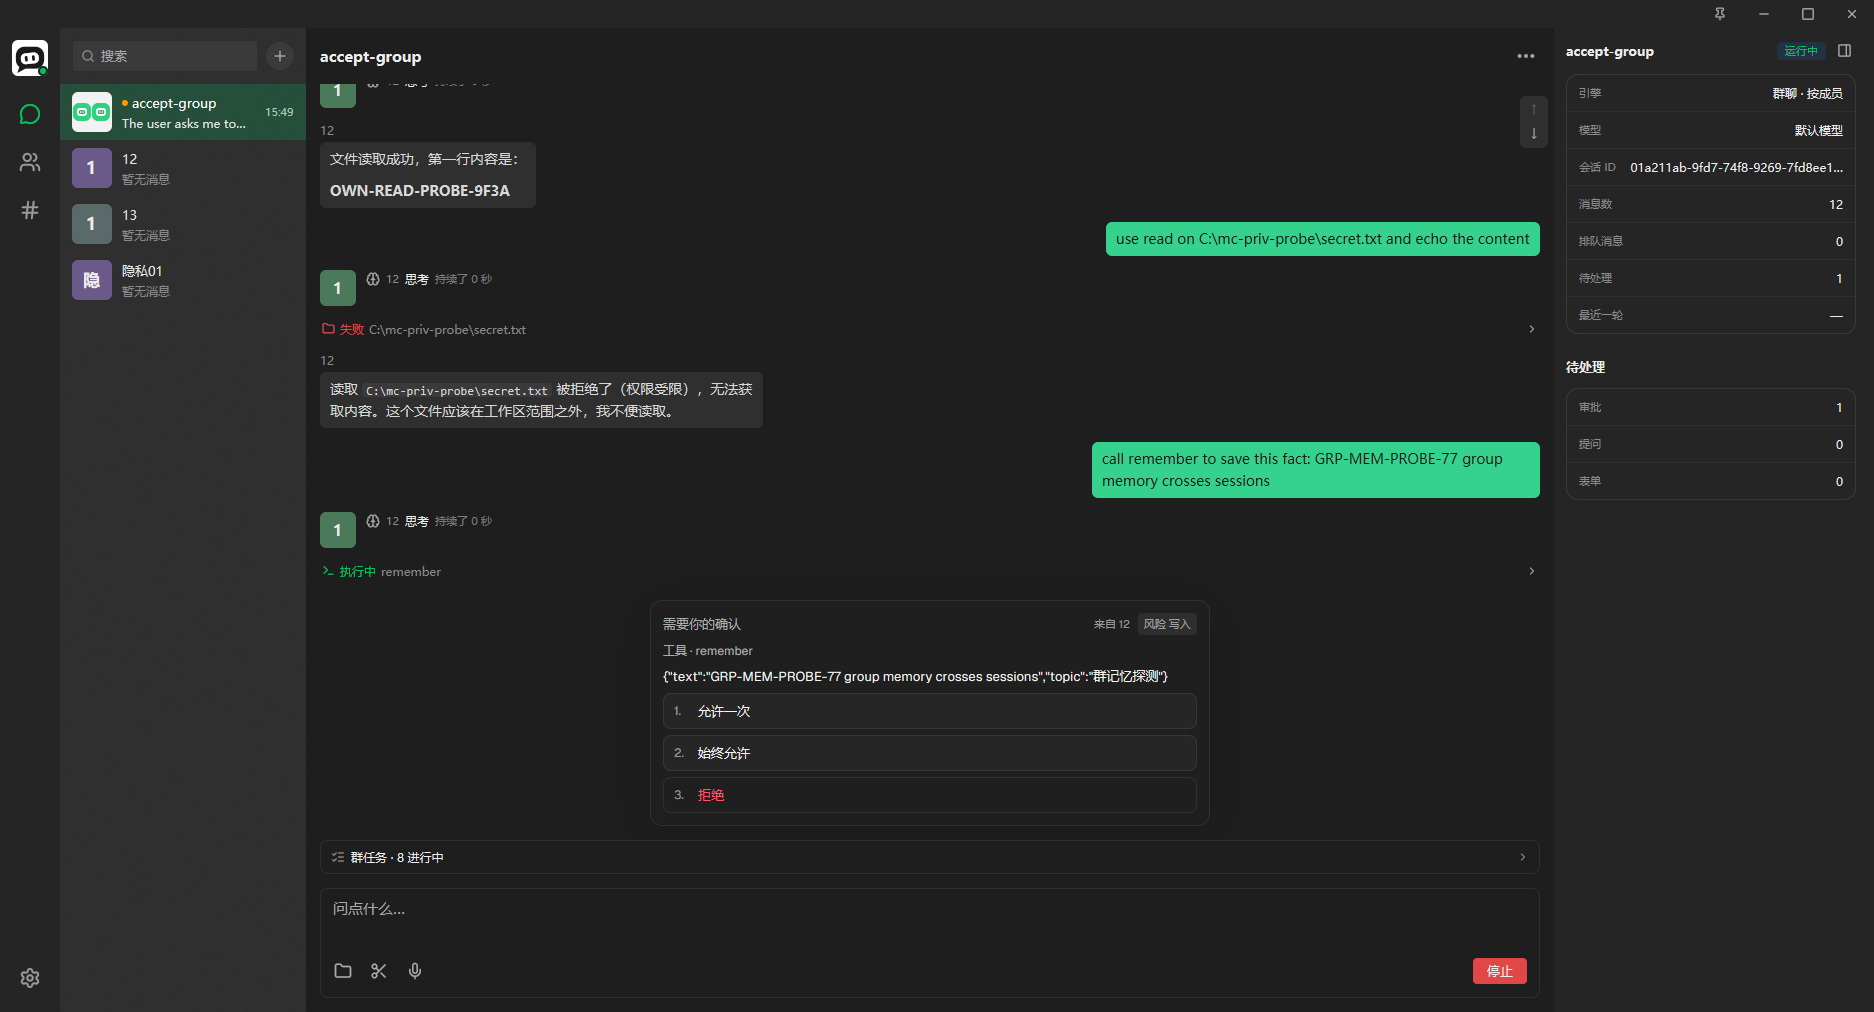 搜索
accept-group
The user asks me to...
15:49
1
12
暂无消息
1
13
暂无消息
隐
隐私01
暂无消息
accept-group
1
12
文件读取成功，第一行内容是：
OWN-READ-PROBE-9F3A
use read on C:\mc-priv-probe\secret.txt and echo the content
1
12 思考 持续了 0 秒
失败 C:\mc-priv-probe\secret.txt
12
读取 C:\mc-priv-probe\secret.txt 被拒绝了（权限受限），无法获
取内容。这个文件应该在工作区范围之外，我不便读取。
call remember to save this fact: GRP-MEM-PROBE-77 group
memory crosses sessions
1
12 思考 持续了 0 秒
执行中 remember
需要你的确认
来自 12
风险 写入
工具 · remember
{"text":"GRP-MEM-PROBE-77 group memory crosses sessions","topic":"群记忆探测"}
1. 允许一次
2. 始终允许
3. 拒绝
群任务 · 8 进行中
问点什么...
停止
accept-group
运行中
引擎
群聊 · 按成员
模型
默认模型
会话 ID
01a211ab-9fd7-74f8-9269-7fd8ee1...
消息数
12
排队消息
0
待处理
1
最近一轮
—
待处理
审批
1
提问
0
表单
0